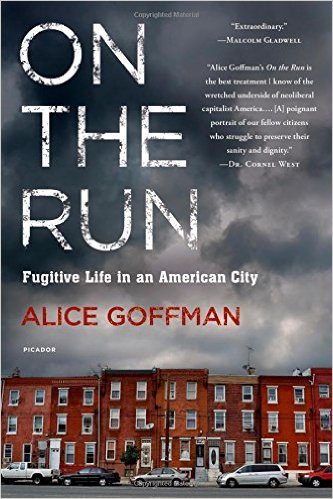 ON
THE
RUN
"Extraordinary."
—Malcolm Gladwell
"Alice Goffman's On the Run is
the best treatment I know of the
wretched underside of neoliberal
capitalist America.… [A] poignant
portrait of our fellow citizens
who struggle to preserve their
sanity and dignity."
—Dr. Cornel West
Fugitive Life in an American City
ALICE GOFFMAN
PICADOR